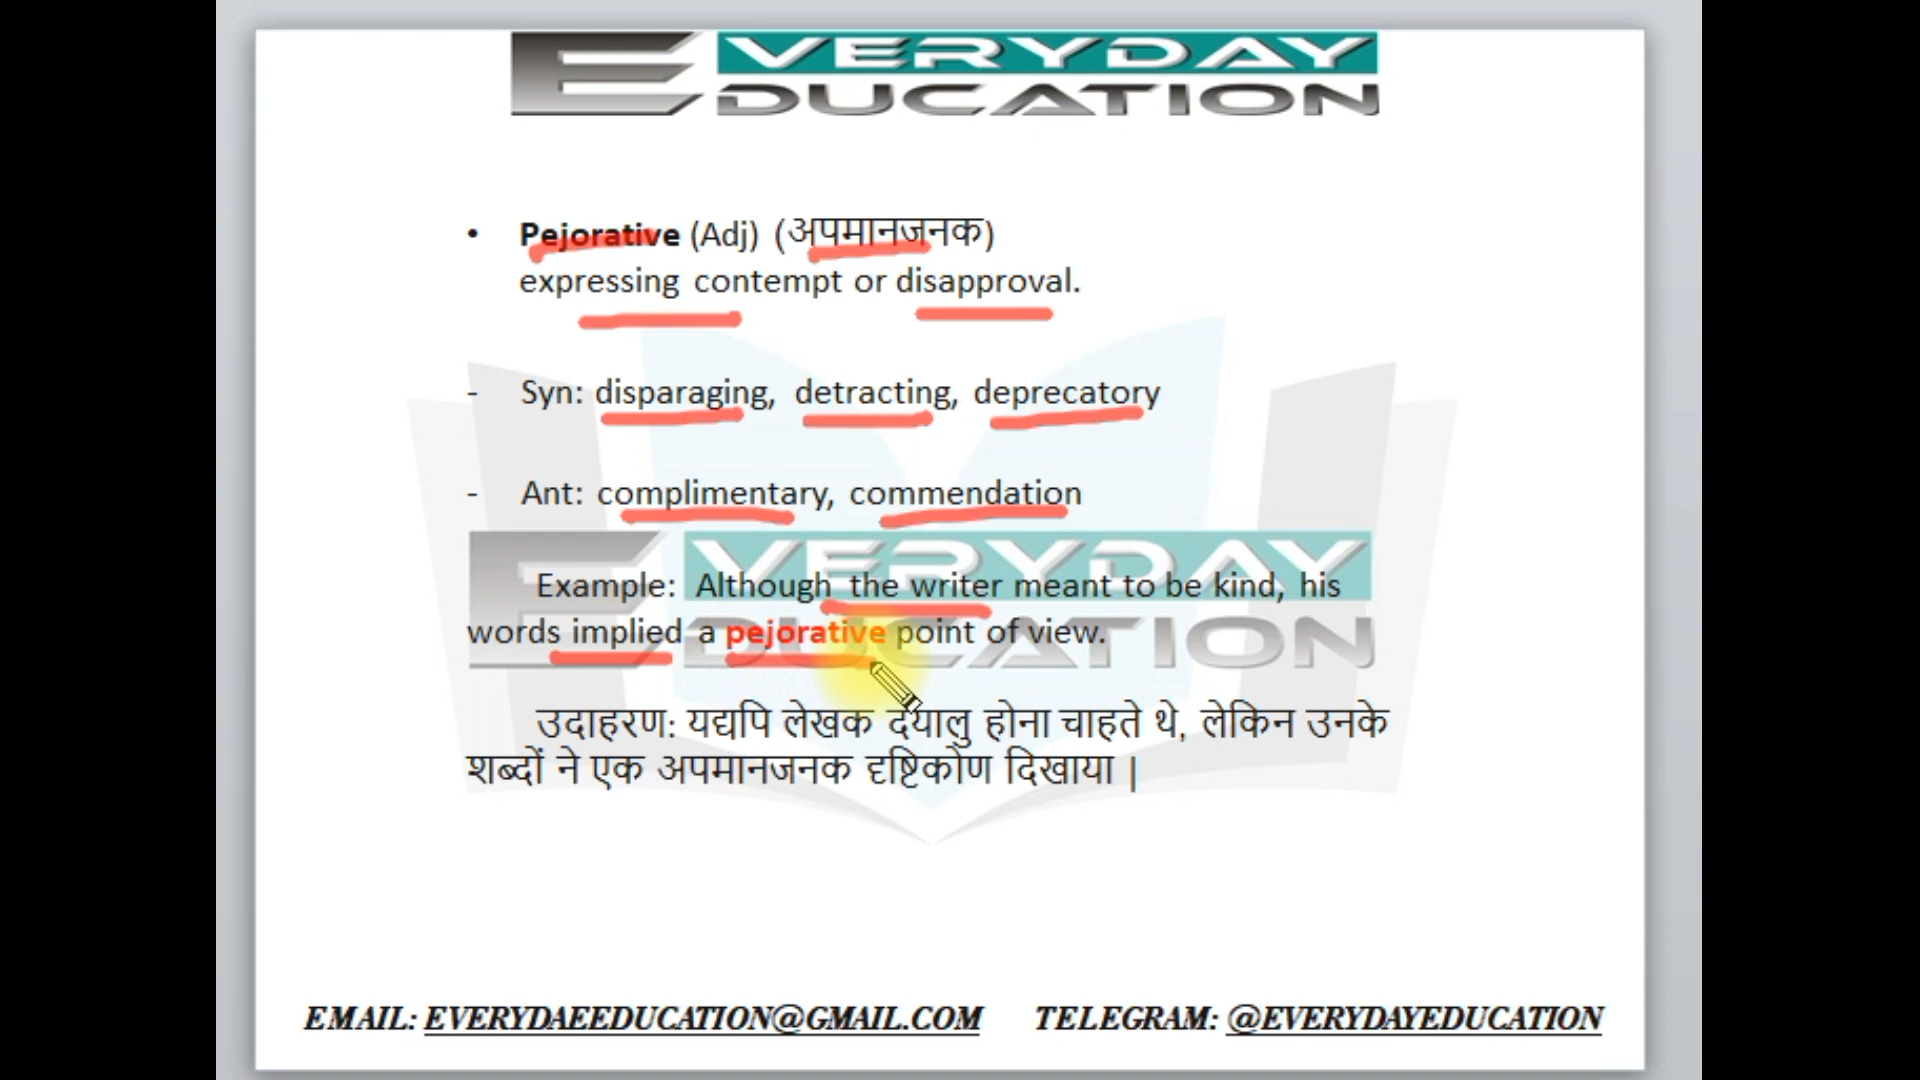 EVERYDAY
EDUCATION
• Pejorative (Adj) (अपमानजनक)
expressing contempt or disapproval.
- Syn: disparaging, detracting, deprecatory
- Ant: complimentary, commendation
EVERYDAY
Example: Although the writer meant to be kind, his
words implied a pejorative point of view.
EDUCATION
उदाहरण: यद्यपि लेखक दयालु होना चाहते थे, लेकिन उनके
शब्दों ने एक अपमानजनक दृष्टिकोण दिखाया |
EMAIL: EVERYDAEEDUCATION@GMAIL.COM TELEGRAM: @EVERYDAYEDUCATION